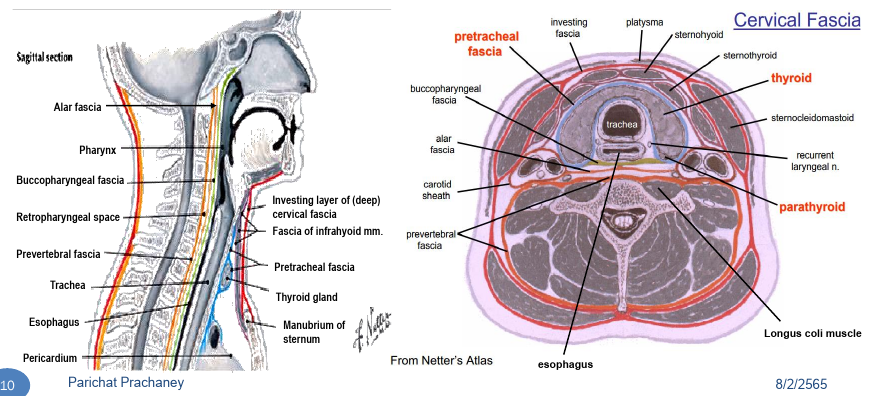 Cervical Fascia
Sagittal section
Alar fascia
Pharynx
Buccopharyngeal fascia
Retropharyngeal space
Prevertebral fascia
Trachea
Esophagus
Pericardium
Investing layer of (deep)
cervical fascia
Fascia of infrahyoid mm.
Pretracheal fascia
Thyroid gland
Manubrium of
sternum
F. Netter
investing
fascia
platysma
sternohyoid
pretracheal
fascia
sternothyroid
thyroid
buccopharyngeal
fascia
trachea
sternocleidomastoid
alar
fascia
recurrent
laryngeal n.
carotid
sheath
parathyroid
prevertebral
fascia
Longus coli muscle
esophagus
From Netter's Atlas
10
Parichat Prachaney
8/2/2565